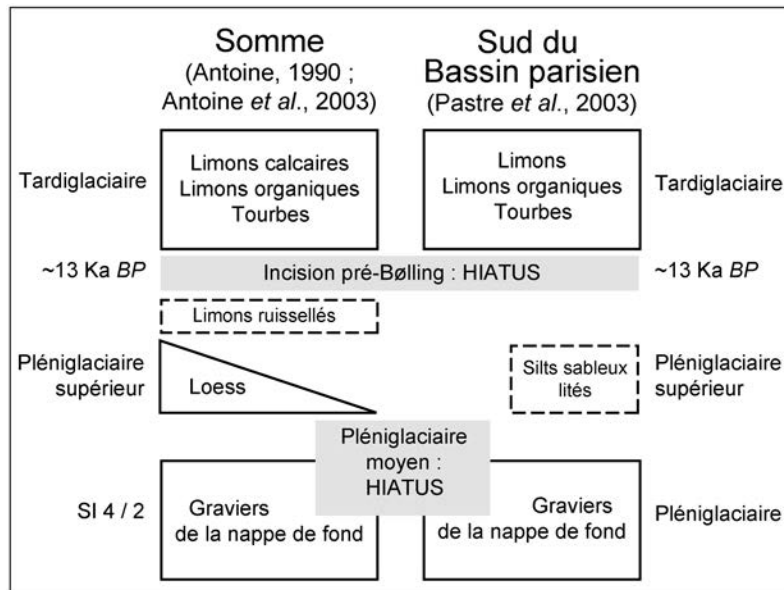 Somme
(Antoine, 1990 ;
Antoine et al., 2003)
Sud du
Bassin parisien
(Pastre et al., 2003)
Tardiglaciaire
Limons calcaires
Limons organiques
Tourbes
Limons
Limons organiques
Tourbes
Tardiglaciaire
~13 Ka BP
Incision pré-Bølling : HIATUS
~13 Ka BP
Limons ruissellés
Pléniglaciaire
supérieur
Loess
Silts sableux
lités
Pléniglaciaire
supérieur
Pléniglaciaire
moyen :
HIATUS
SI 4 / 2
Graviers
de la nappe de fond
Graviers
de la nappe de fond
Pléniglaciaire